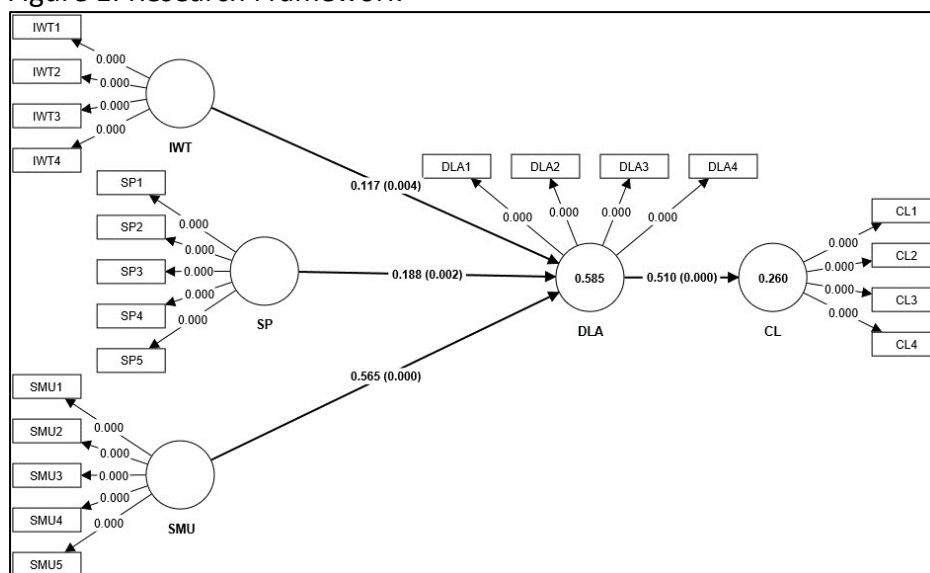 Figure Research Framework
IWT1
IWT2
IWT3
IWT4
0.000
0.000
0.000
0.000
IWT
SP1
SP2
SP3
SP4
SP5
0.000
0.000
0.000
0.000
0.000
SP
SMU1
SMU2
SMU3
SMU4
SMU5
0.000
0.000
0.000
0.000
0.000
SMU
0.117 (0.004)
0.188 (0.002)
0.565 (0.000)
DLA1
DLA2
DLA3
DLA4
0.000
0.000
0.000
0.000
0.585
DLA
0.510 (0.000)
0.260
CL
0.000
0.000
0.000
0.000
CL1
CL2
CL3
CL4